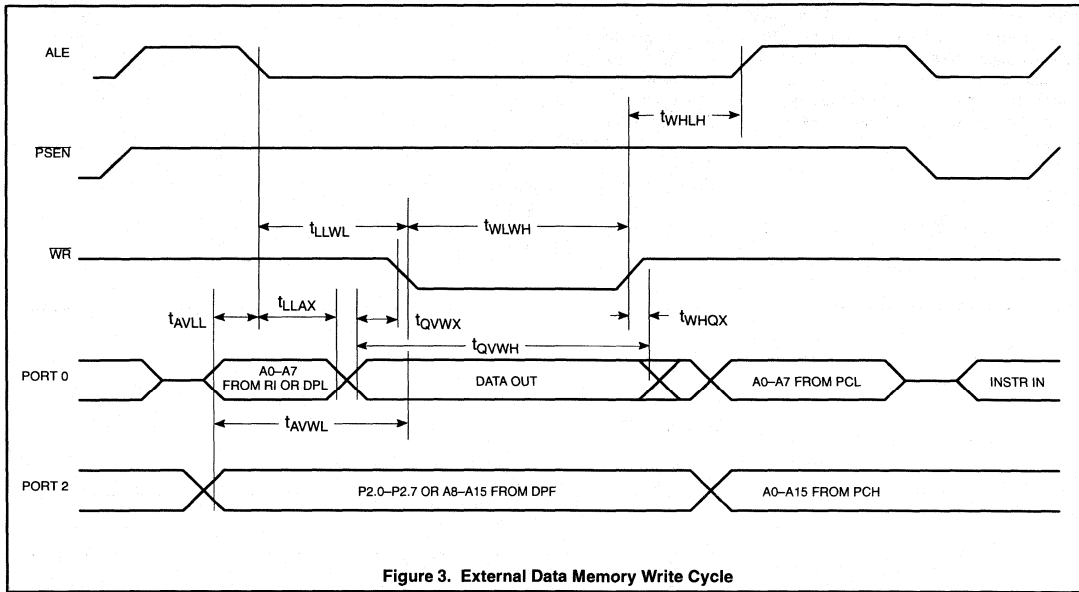 ALE
tWHLH
PSEN
tLLWL
tWLWH
WR
tAVLL
tLLAX
tQVWX
tWHQX
tQVWH
PORT 0
A0–A7
FROM RI OR DPL
DATA OUT
A0–A7 FROM PCL
INSTR IN
tAVWL
PORT 2
P2.0–P2.7 OR A8–A15 FROM DPF
A0–A15 FROM PCH
Figure 3. External Data Memory Write Cycle